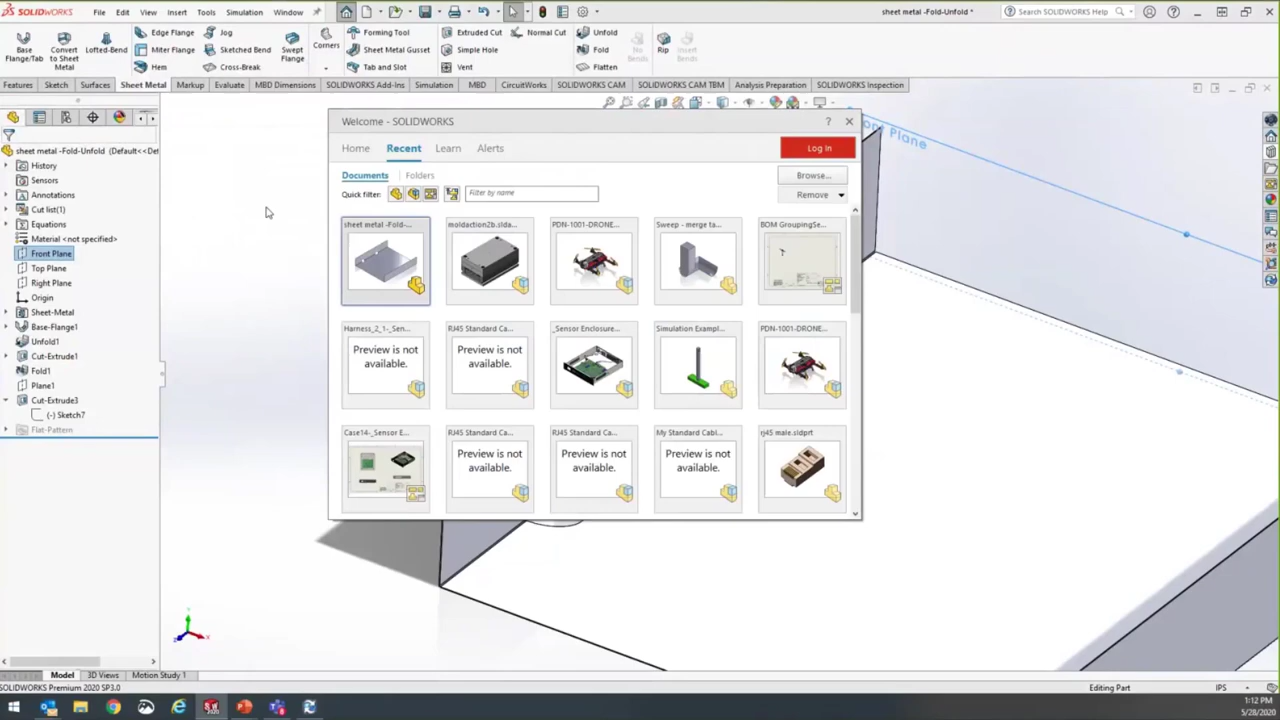 SOLIDWORKS File Edit View Insert Tools Simulation Window sheet metal -Fold-Unfold * Search SOLIDWORKS Help
Base Flange/Tab Convert to Sheet Metal Lofted-Bend Edge Flange Miter Flange Hem Jog Sketched Bend Cross-Break Swept Flange Corners Forming Tool Sheet Metal Gusset Tab and Slot Extruded Cut Simple Hole Vent Normal Cut Unfold Fold Flatten No Bends Rip Insert Bends
Features Sketch Surfaces Sheet Metal Markup Evaluate MBD Dimensions SOLIDWORKS Add-Ins Simulation MBD CircuitWorks SOLIDWORKS CAM SOLIDWORKS CAM TBM Analysis Preparation SOLIDWORKS Inspection
sheet metal -Fold-Unfold (Default<<Det
History
Sensors
Annotations
Cut list(1)
Equations
Material <not specified>
Front Plane
Top Plane
Right Plane
Origin
Sheet-Metal
Base-Flange1
Unfold1
Cut-Extrude1
Fold1
Plane1
Cut-Extrude3
(-) Sketch7
Flat-Pattern
Plane
Welcome - SOLIDWORKS ?
Home Recent Learn Alerts Log In
Documents Folders Browse...
Quick filter: Filter by name Remove
sheet metal -Fold-... moldaction2b.slda... PDN-1001-DRONE... Sweep - merge ta... BOM GroupingSe...
Harness_2_1-_Sen... RJ45 Standard Ca... _Sensor Enclosure... Simulation Exampl... PDN-1001-DRONE...
Preview is not available. Preview is not available.
Case14-_Sensor E... RJ45 Standard Ca... RJ45 Standard Ca... My Standard Cabl... rj45 male.sldprt
Preview is not available. Preview is not available. Preview is not available.
Model 3D Views Motion Study 1
SOLIDWORKS Premium 2020 SP3.0 Editing Part IPS
1:12 PM
5/28/2020